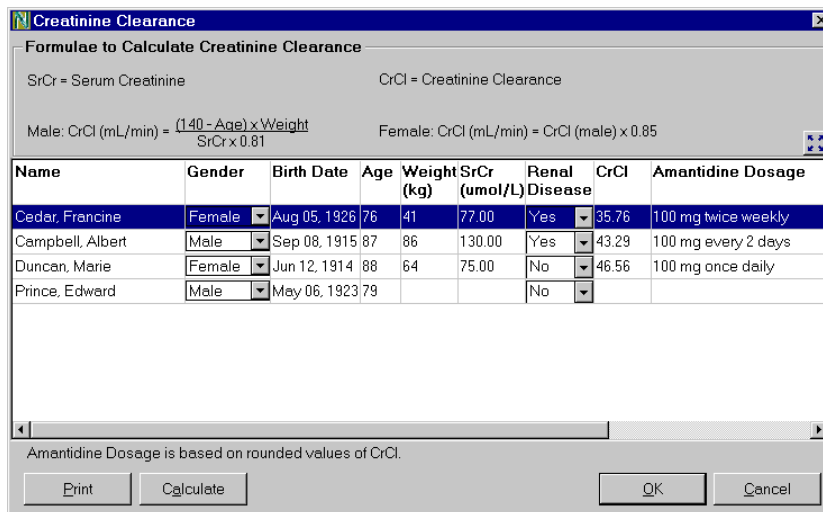 Creatinine Clearance
Formulae to Calculate Creatinine Clearance
SrCr = Serum Creatinine CrCl = Creatinine Clearance
Male: CrCl (mL/min) = (140 - Age) x Weight
SrCr x 0.81
Female: CrCl (mL/min) = CrCl (male) x 0.85
Name Gender Birth Date Age Weight (kg) SrCr (umol/L) Renal Disease CrCl Amantidine Dosage
Cedar, Francine Female Aug 05, 1926 76 41 77.00 Yes 35.76 100 mg twice weekly
Campbell, Albert Male Sep 08, 1915 87 86 130.00 Yes 43.29 100 mg every 2 days
Duncan, Marie Female Jun 12, 1914 88 64 75.00 No 46.56 100 mg once daily
Prince, Edward Male May 06, 1923 79 No
Amantidine Dosage is based on rounded values of CrCl.
Print Calculate OK Cancel